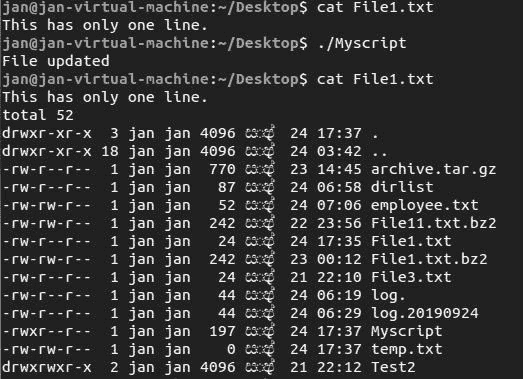 jan@jan-virtual-machine:~/Desktop$ cat File1.txt
This has only one line.
jan@jan-virtual-machine:~/Desktop$ ./Myscript
File updated
jan@jan-virtual-machine:~/Desktop$ cat File1.txt
This has only one line.
total 52
drwxr-xr-x  3 jan jan 4096 සැප්  24 17:37 .
drwxr-xr-x 18 jan jan 4096 සැප්  24 03:42 ..
-rw-r--r--  1 jan jan  770 සැප්  23 14:45 archive.tar.gz
-rw-r--r--  1 jan jan   87 සැප්  24 06:58 dirlist
-rw-r--r--  1 jan jan   52 සැප්  24 07:06 employee.txt
-rw-r--r--  1 jan jan  242 සැප්  22 23:56 File11.txt.bz2
-rw-r--r--  1 jan jan   24 සැප්  24 17:35 File1.txt
-rw-r--r--  1 jan jan  242 සැප්  23 00:12 File1.txt.bz2
-rw-r--r--  1 jan jan   24 සැප්  21 22:10 File3.txt
-rw-r--r--  1 jan jan   44 සැප්  24 06:19 log.
-rw-r--r--  1 jan jan   44 සැප්  24 06:29 log.20190924
-rwxr--r--  1 jan jan  197 සැප්  24 17:37 Myscript
-rw-rw-r--  1 jan jan    0 සැප්  24 17:37 temp.txt
drwxrwxr-x  2 jan jan 4096 සැප්  21 22:12 Test2